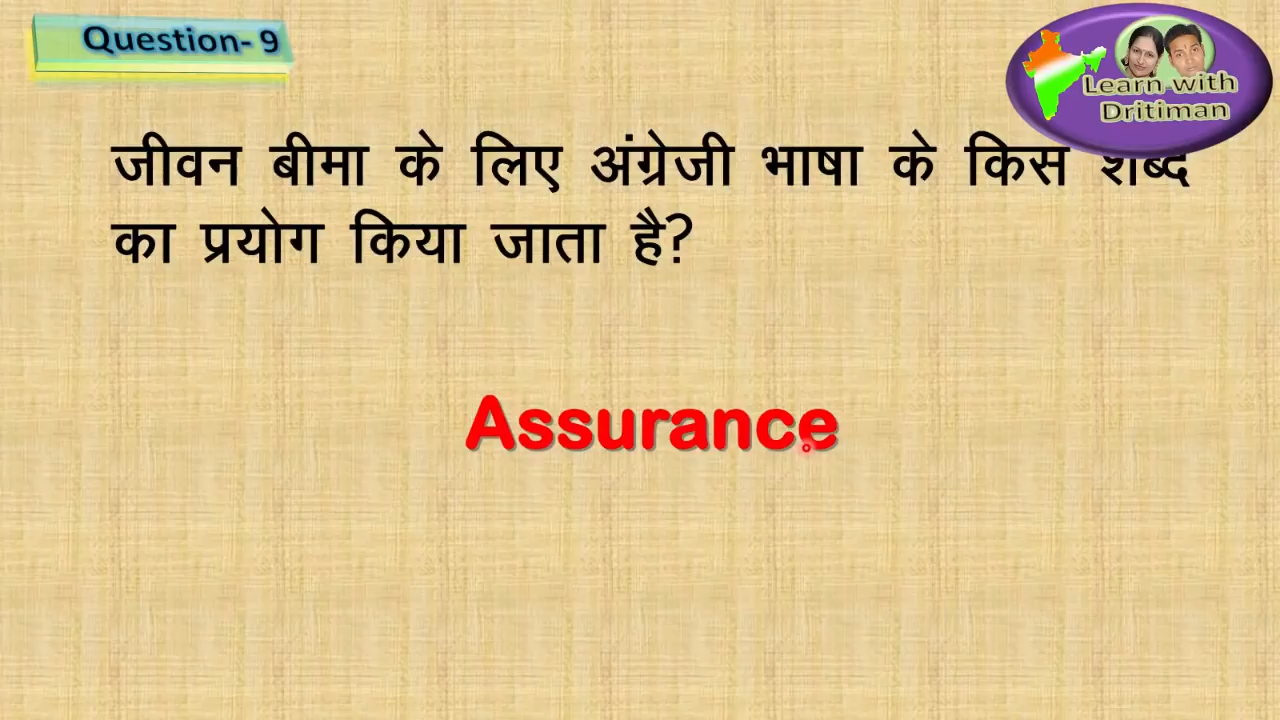 Question- 9
Learn with
Dritiman
जीवन बीमा के लिए अंग्रेजी भाषा के किस शब्द
का प्रयोग किया जाता है?
Assurance